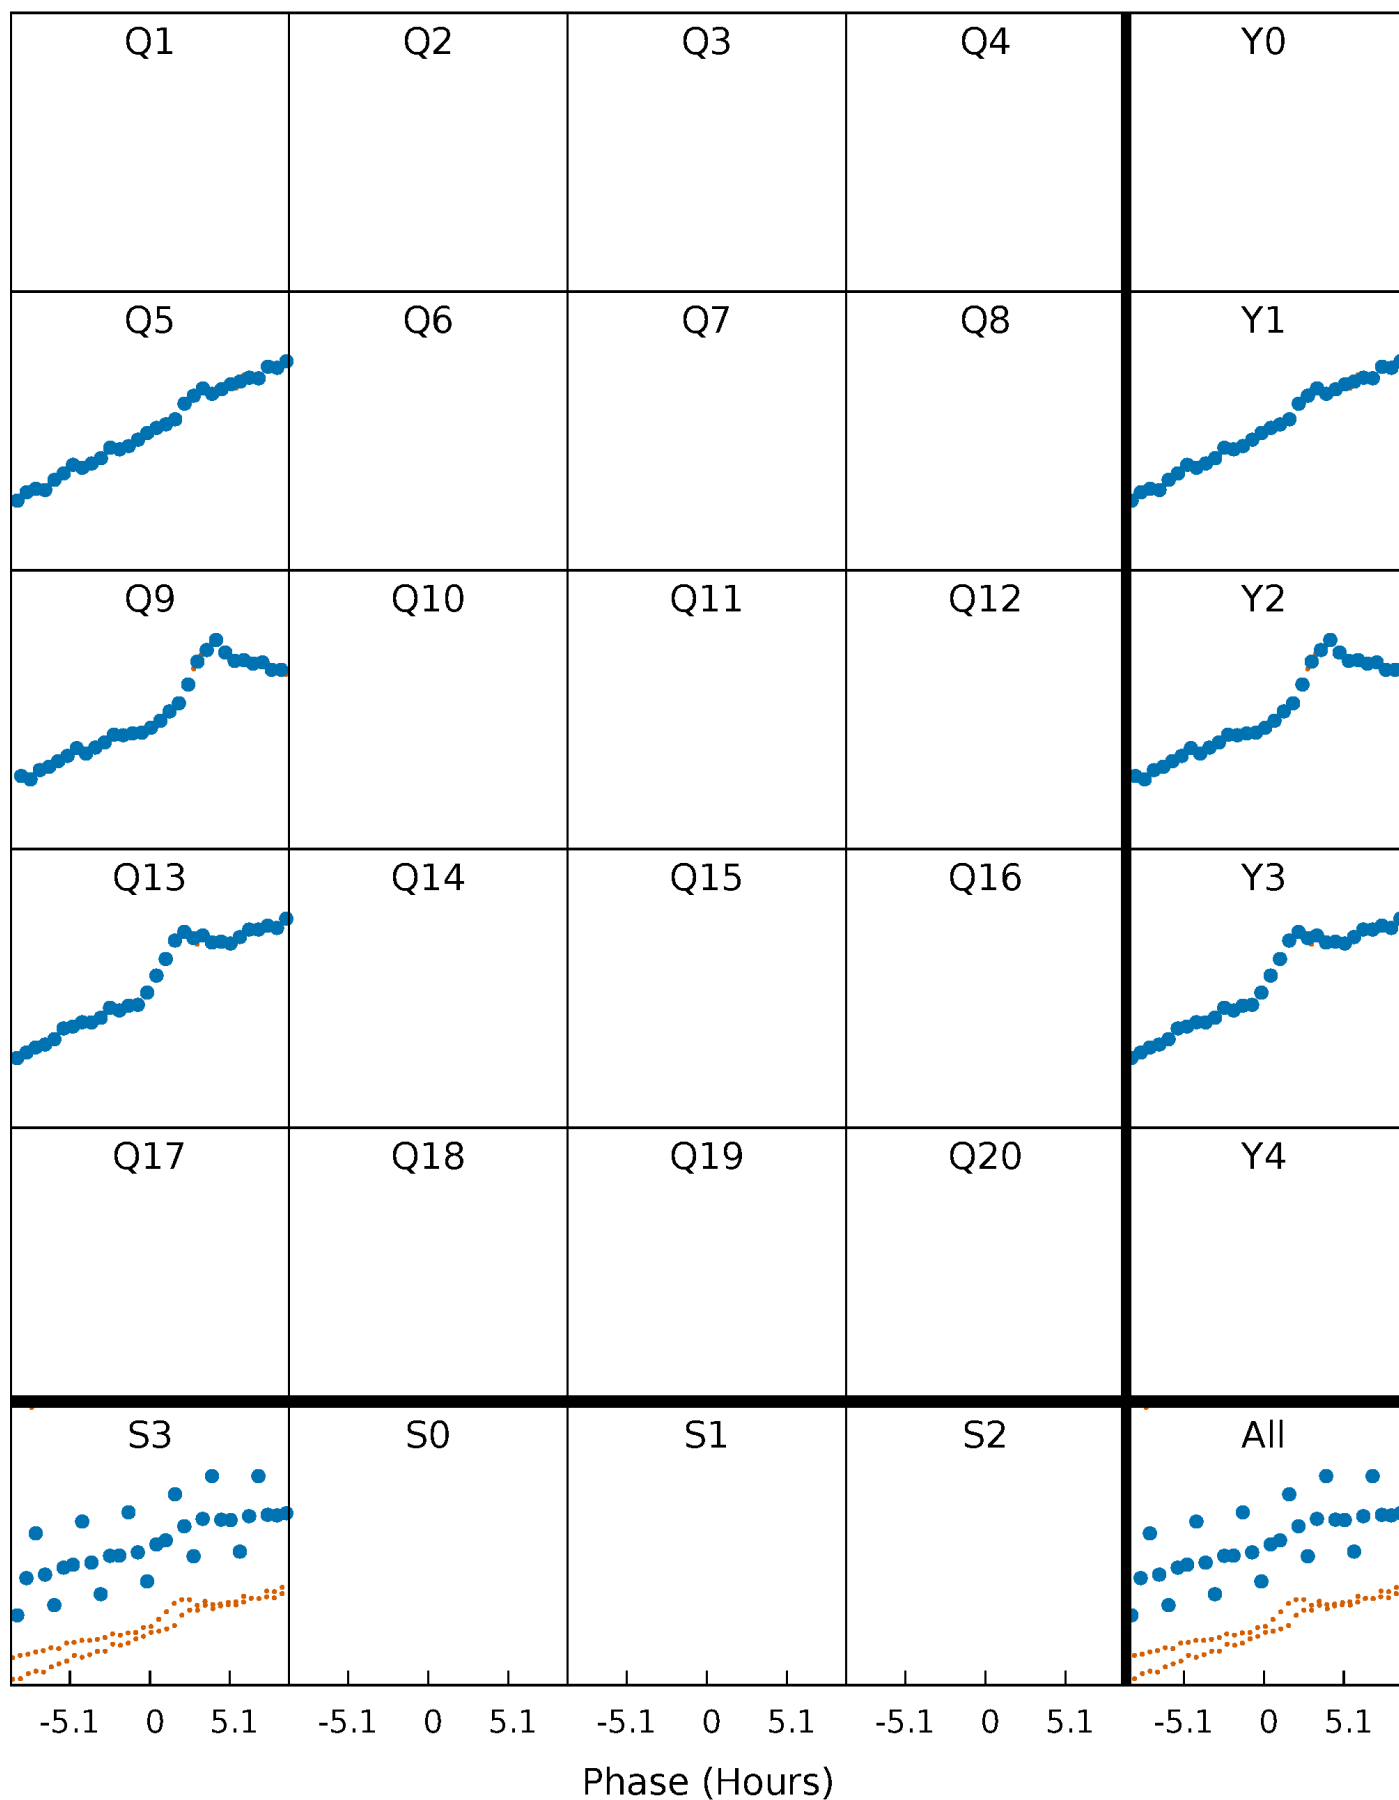 Q1 Q2 Q3 Q4 Y0
Q5 Q6 Q7 Q8 Y1
Q9 Q10 Q11 Q12 Y2
Q13 Q14 Q15 Q16 Y3
Q17 Q18 Q19 Q20 Y4
S3 S0 S1 S2 All
-5.1 0 5.1 -5.1 0 5.1 -5.1 0 5.1 -5.1 0 5.1 -5.1 0 5.1
Phase (Hours)